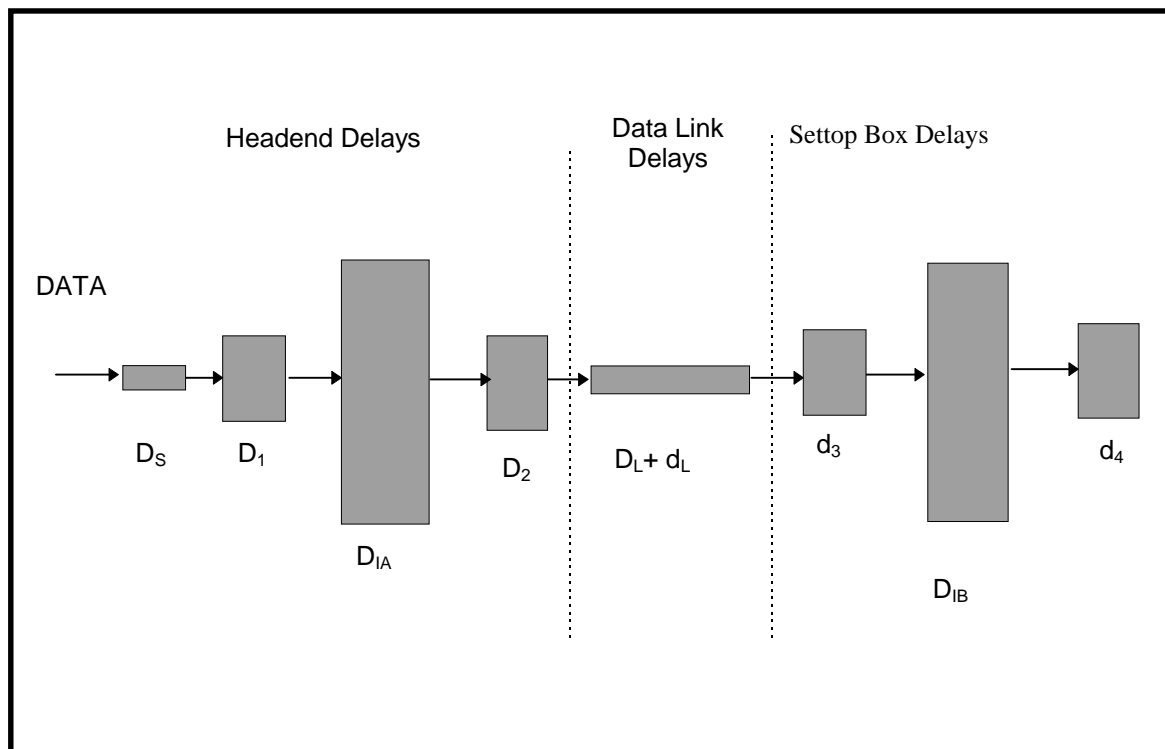 Headend Delays
Data Link
Delays
Settop Box Delays
DATA
D_S
D_1
D_IA
D_2
D_L+ d_L
d_3
D_IB
d_4